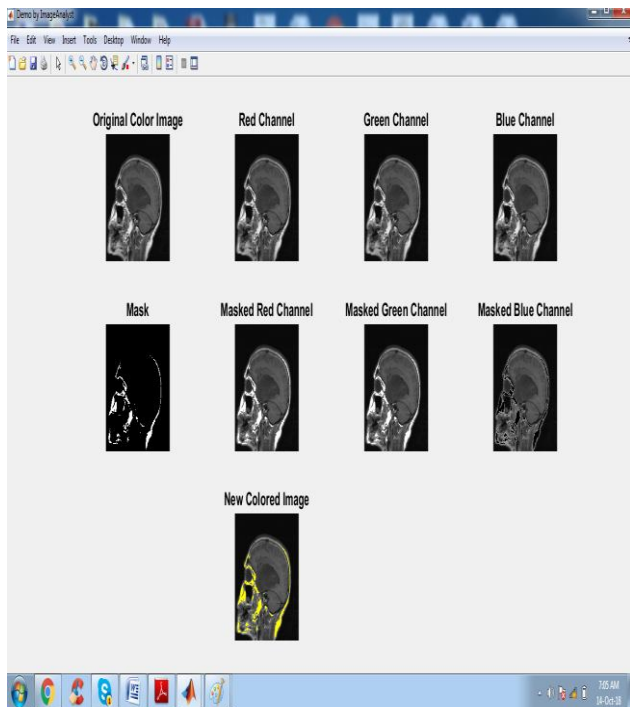 Demo by ImageAnalyst
File Edit View Insert Tools Desktop Window Help
Original Color Image Red Channel Green Channel Blue Channel
Mask Masked Red Channel Masked Green Channel Masked Blue Channel
New Colored Image
7:05 AM
14-Oct-18